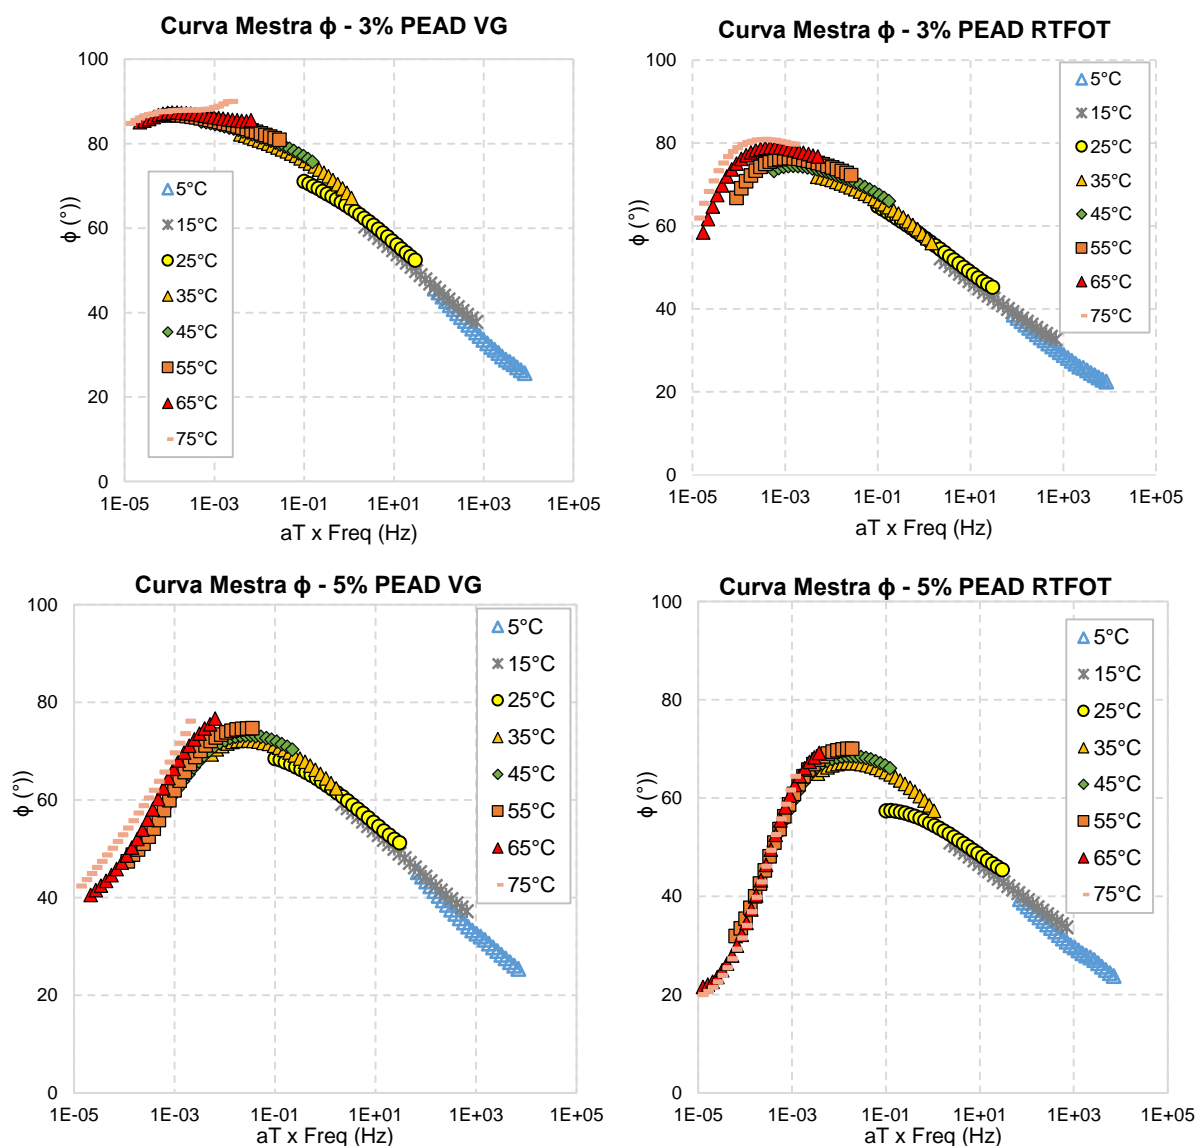 Curva Mestra ϕ - 3% PEAD VG
100
80
60
40
20
0
ϕ (°))
5°C
15°C
25°C
35°C
45°C
55°C
65°C
75°C
1E-05
1E-03
1E-01
1E+01
1E+03
1E+05
aT x Freq (Hz)
Curva Mestra ϕ - 3% PEAD RTFOT
100
80
60
40
20
0
ϕ (°))
5°C
15°C
25°C
35°C
45°C
55°C
65°C
75°C
1E-05
1E-03
1E-01
1E+01
1E+03
1E+05
aT x Freq (Hz)
Curva Mestra ϕ - 5% PEAD VG
100
80
60
40
20
0
ϕ (°))
5°C
15°C
25°C
35°C
45°C
55°C
65°C
75°C
1E-05
1E-03
1E-01
1E+01
1E+03
1E+05
aT x Freq (Hz)
Curva Mestra ϕ - 5% PEAD RTFOT
100
80
60
40
20
0
ϕ (°))
5°C
15°C
25°C
35°C
45°C
55°C
65°C
75°C
1E-05
1E-03
1E-01
1E+01
1E+03
1E+05
aT x Freq (Hz)